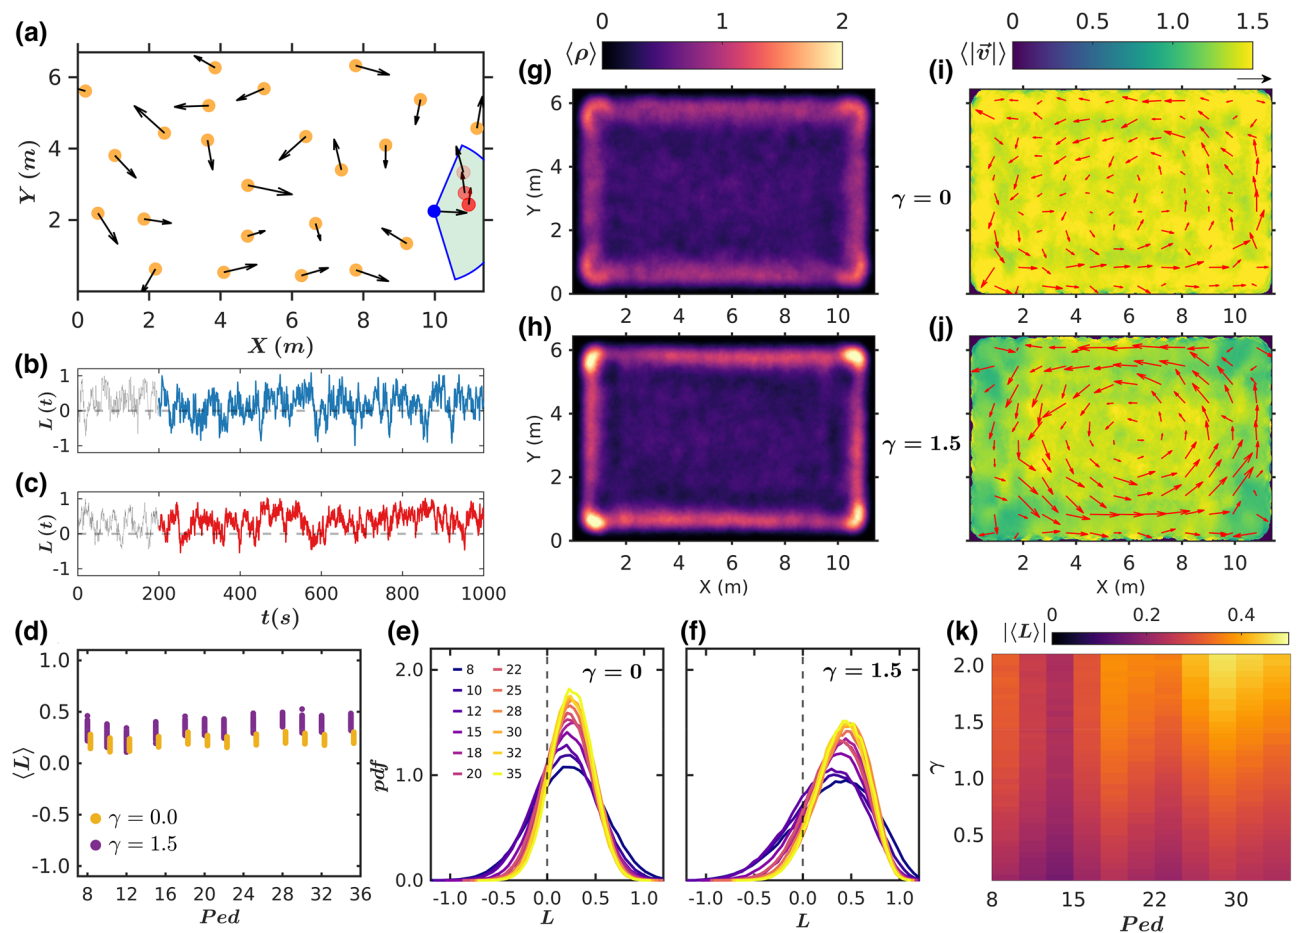 (a)
6
4
2
Y (m)
0 2 4 6 8 10
X (m)
(b)
1
0
-1
L (t)
(c)
1
0
-1
L (t)
0 200 400 600 800 1000
t(s)
(g)
0 1 2
⟨ρ⟩
6
4
2
0
Y (m)
2 4 6 8 10
γ = 0
(i)
0 0.5 1.0 1.5
⟨|v⃗|⟩
2 4 6 8 10
(h)
6
4
2
0
Y (m)
2 4 6 8 10
X (m)
γ = 1.5
(j)
2 4 6 8 10
X (m)
(d)
1.0
0.5
0.0
-0.5
-1.0
⟨L⟩
γ = 0.0
γ = 1.5
8 12 16 20 24 28 32 36
Ped
(e)
2.0
1.0
0.0
pdf
8 22
10 25
12 28
15 30
18 32
20 35
γ = 0
-1.0 -0.5 0.0 0.5 1.0
L
(f)
γ = 1.5
-1.0 -0.5 0.0 0.5 1.0
L
(k)
|⟨L⟩|
0 0.2 0.4
2.0
1.5
1.0
0.5
γ
8 15 22 30
Ped